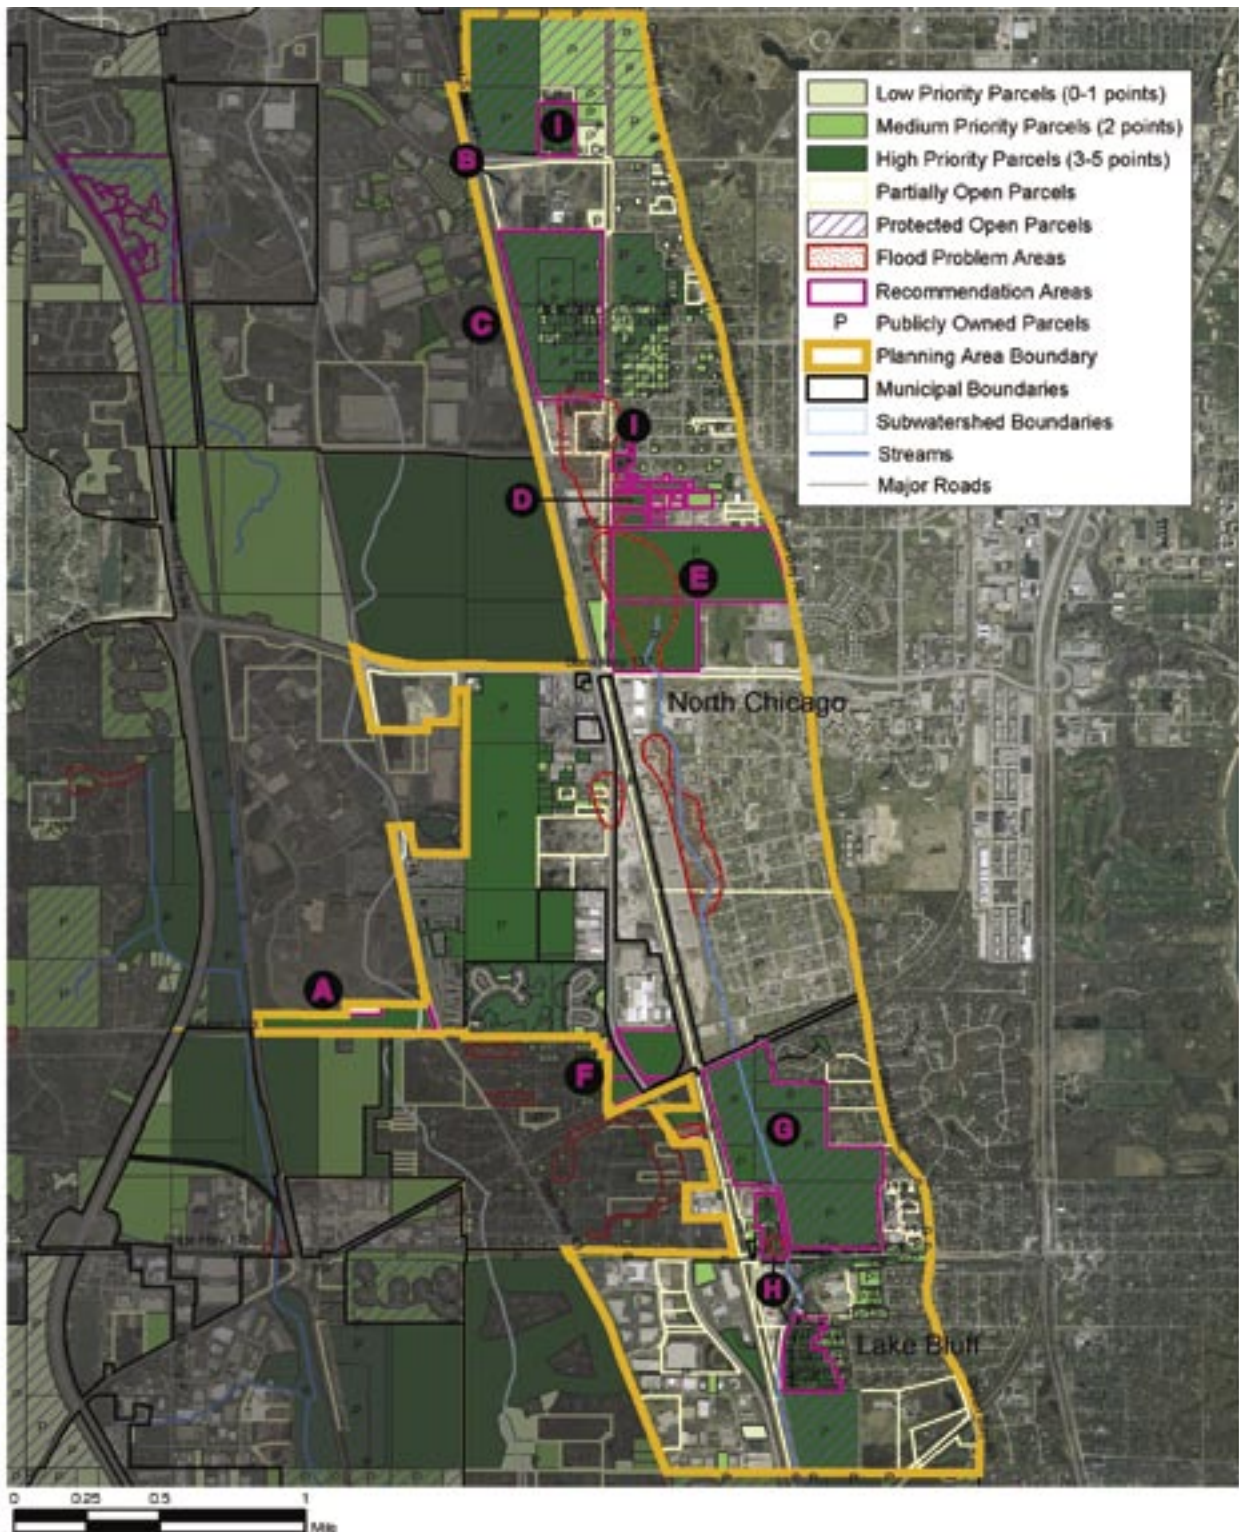 I
B
C
I
D
E
North Chicago
A
F
G
H
Lake Bluff
Low Priority Parcels (0-1 points)
Medium Priority Parcels (2 points)
High Priority Parcels (3-5 points)
Partially Open Parcels
Protected Open Parcels
Flood Problem Areas
Recommendation Areas
P Publicly Owned Parcels
Planning Area Boundary
Municipal Boundaries
Subwatershed Boundaries
Streams
Major Roads
0 0.25 0.5 1
Mile